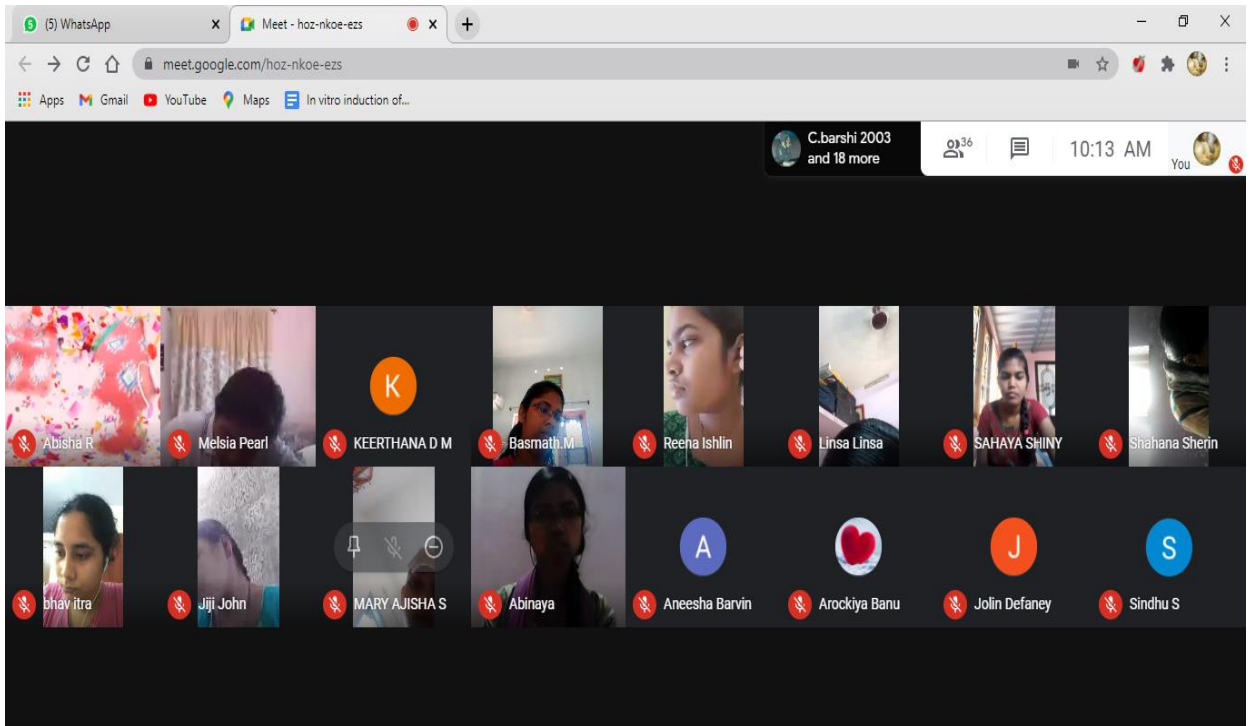 (5) WhatsApp
Meet - hoz-nkoe-ezs
meet.google.com/hoz-nkoe-ezs
Apps Gmail YouTube Maps In vitro induction of...
C.barshi 2003
and 18 more
36
10:13 AM
You
Abisha R
Melsia Pearl
K
KEERTHANA D M
Basmath.M
Reena Ishlin
Linsa Linsa
SAHAYA SHINY
Shahana Sherin
bhav itra
Jiji John
MARY AJISHA S
Abinaya
A
Aneesha Barvin
Arockiya Banu
J
Jolin Defaney
S
Sindhu S